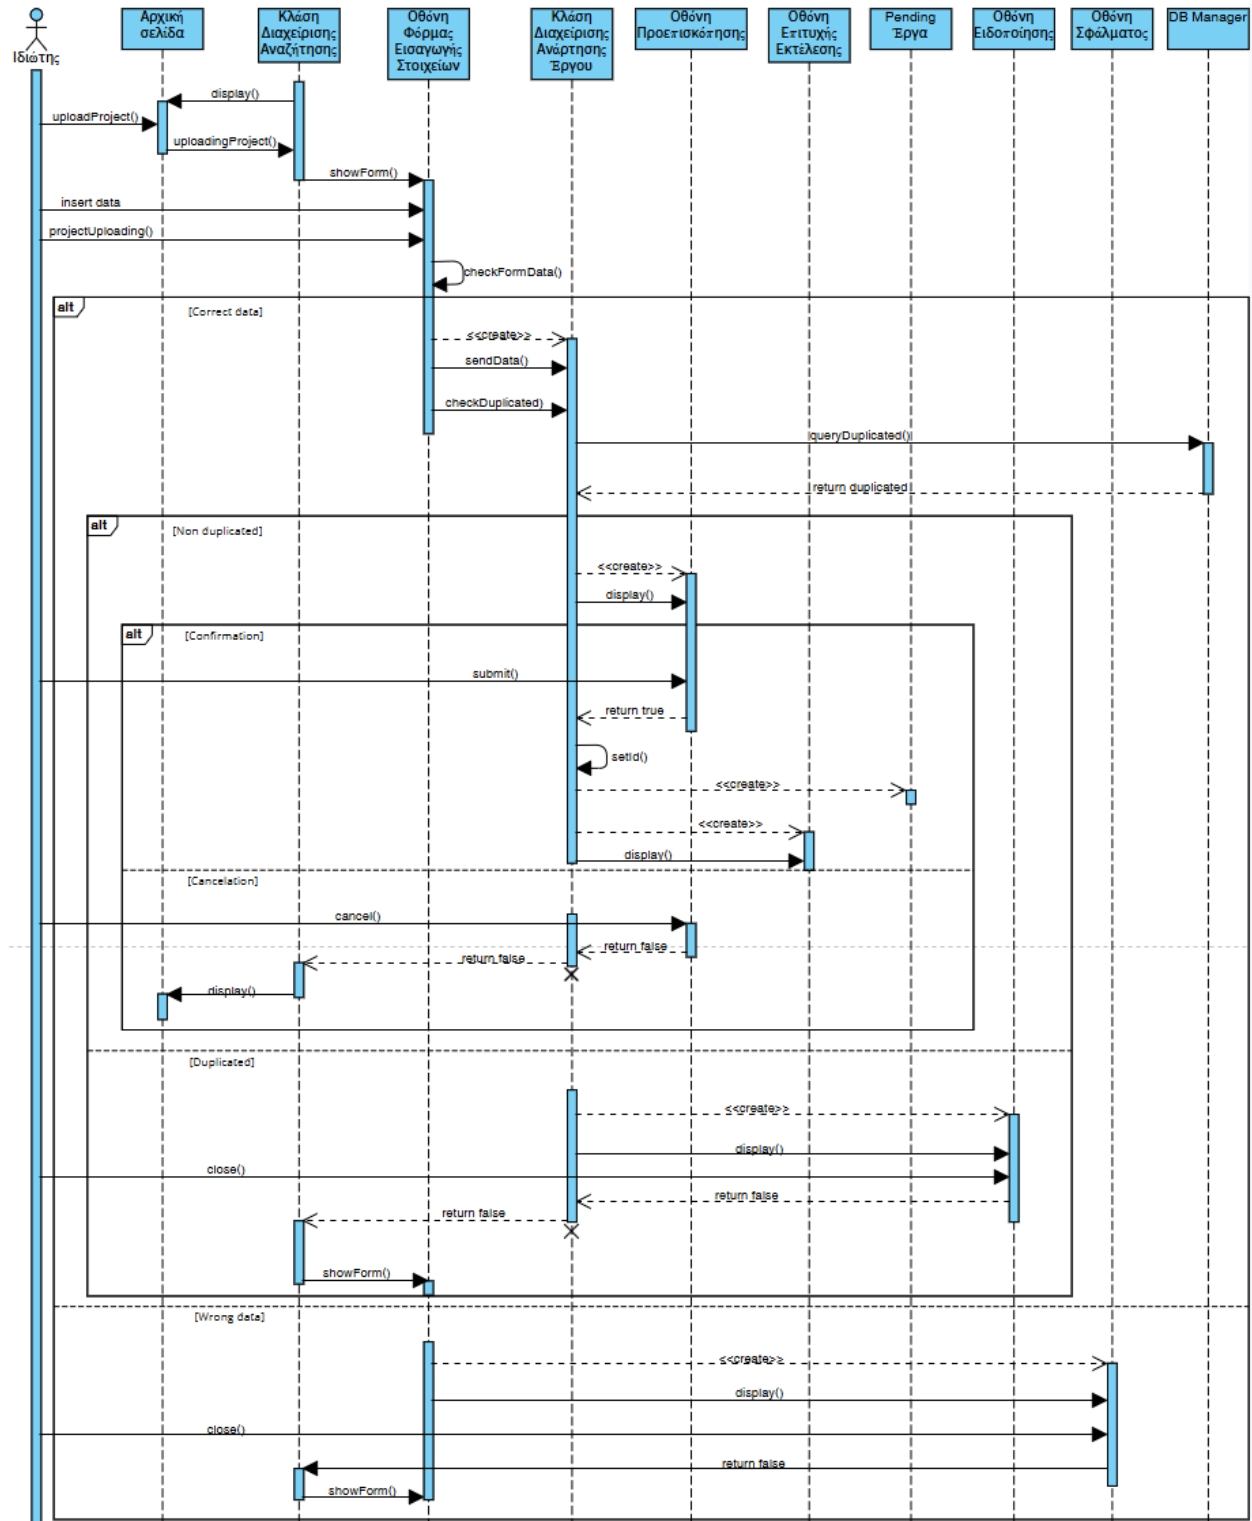 Ιδιώτης
Αρχική
σελίδα
Κλάση
Διαχείρισης
Αναζήτησης
Οθόνη
Φόρμας
Εισαγωγής
Στοιχείων
Κλάση
Διαχείρισης
Ανάρτησης
Έργου
Οθόνη
Προεπισκόπησης
Οθόνη
Επιτυχής
Εκτέλεσης
Pending
Έργα
Οθόνη
Ειδοποίησης
Οθόνη
Σφάλματος
DB Manager
display()
uploadProject()
uploadingProject()
showForm()
insert data
projectUploading()
checkFormData()
alt
[Correct data]
<<create>>
sendData()
checkDuplicated)
queryDuplicated()
return duplicated
alt
[Non duplicated]
<<create>>
display()
alt
[Confirmation]
submit()
return true
setId()
<<create>>
<<create>>
display()
[Cancelation]
cancel()
return false
return false
display()
[Duplicated]
<<create>>
display()
close()
return false
return false
showForm()
[Wrong data]
<<create>>
display()
close()
return false
showForm()